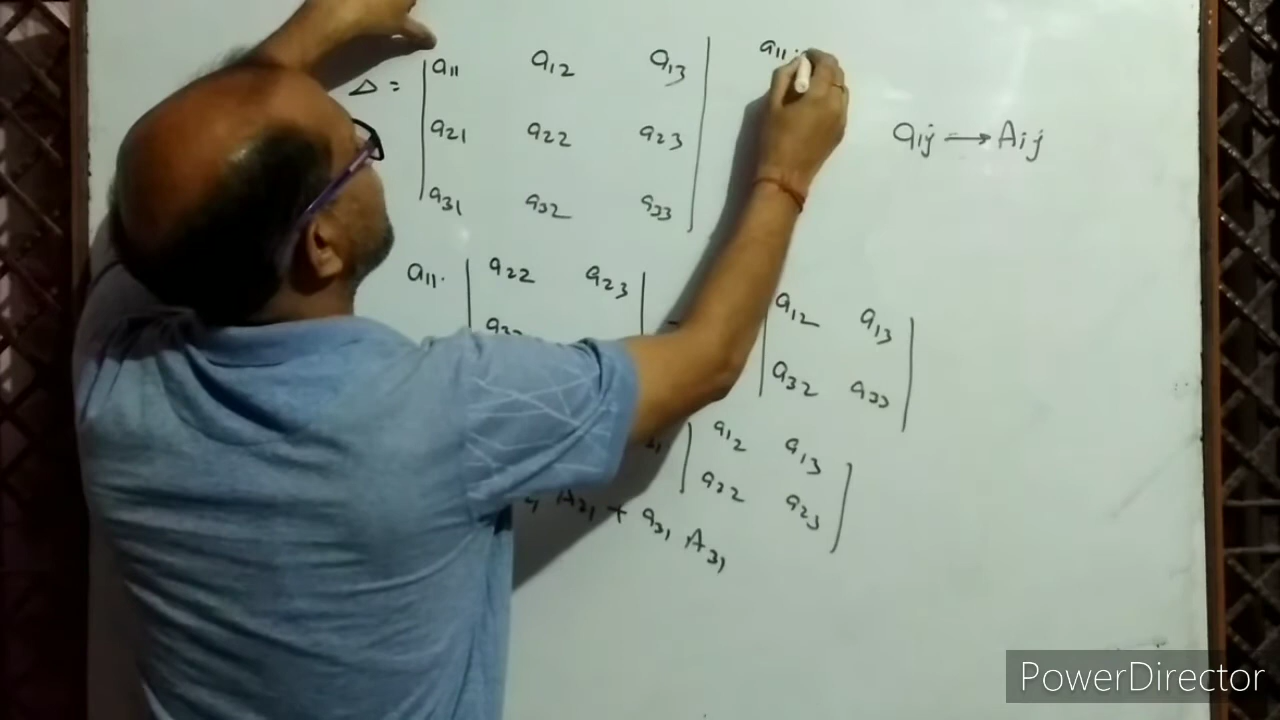 Δ = | a11 a12 a13 | a11
| a21 a22 a23 | aij → Aij
| a31 a32 a33 |
a11. | a22 a23 | - | a12 a13 |
| a32 a33 |
| a12 a13 |
| a22 a23 |
A21 + a31 A31
PowerDirector